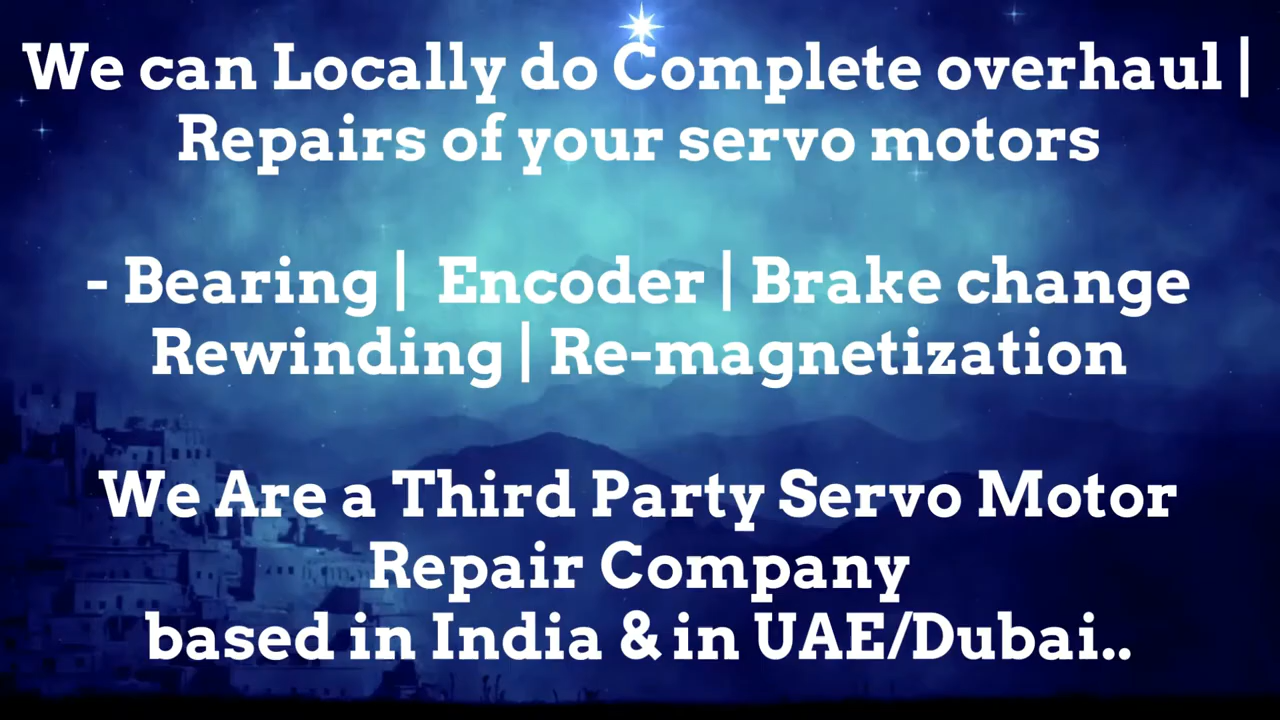 We can Locally do Complete overhaul |
Repairs of your servo motors
- Bearing | Encoder | Brake change
Rewinding | Re-magnetization
We Are a Third Party Servo Motor
Repair Company
based in India & in UAE/Dubai..